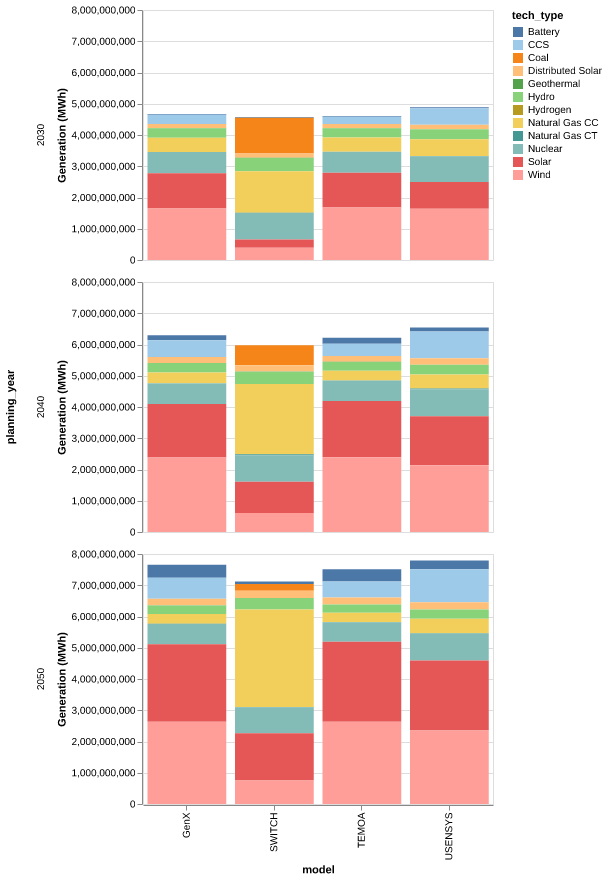 tech_type
Battery
CCS
Coal
Distributed Solar
Geothermal
Hydro
Hydrogen
Natural Gas CC
Natural Gas CT
Nuclear
Solar
Wind
planning_year
2030
Generation (MWh)
8,000,000,000
7,000,000,000
6,000,000,000
5,000,000,000
4,000,000,000
3,000,000,000
2,000,000,000
1,000,000,000
0
2040
Generation (MWh)
8,000,000,000
7,000,000,000
6,000,000,000
5,000,000,000
4,000,000,000
3,000,000,000
2,000,000,000
1,000,000,000
0
2050
Generation (MWh)
8,000,000,000
7,000,000,000
6,000,000,000
5,000,000,000
4,000,000,000
3,000,000,000
2,000,000,000
1,000,000,000
0
GenX
SWITCH
TEMOA
USENSYS
model